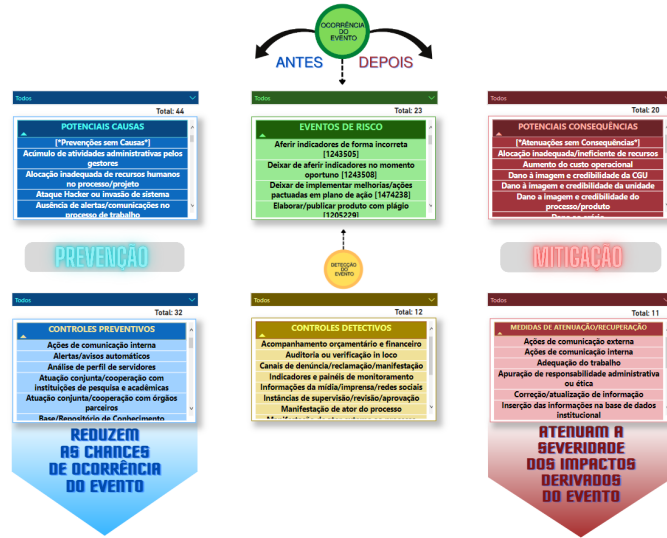 OCORRÊNCIA
DO
EVENTO
ANTES
DEPOIS
Todos
Total: 44
POTENCIAIS CAUSAS
[*Prevenções sem Causas*]
Acúmulo de atividades administrativas pelos
gestores
Alocação inadequada de recursos humanos
no processo/projeto
Ataque Hacker ou invasão de sistema
Ausência de alertas/comunicações no
processo de trabalho
Todos
Total: 23
EVENTOS DE RISCO
Aferir indicadores de forma incorreta
[1243505]
Deixar de aferir indicadores no momento
oportuno [1243508]
Deixar de implementar melhorias/ações
pactuadas em plano de ação [1474238]
Elaborar/publicar produto com plágio
[1205229]
Todos
Total: 20
POTENCIAIS CONSEQUÊNCIAS
[*Atenuações sem Consequências*]
Alocação inadequada/ineficiente de recursos
Aumento do custo operacional
Dano à imagem e credibilidade da CGU
Dano à imagem e credibilidade da unidade
Dano a imagem e credibilidade do
processo/produto
Dano ao erário
PREVENÇÃO
DETECÇÃO
DO
EVENTO
MITIGAÇÃO
Todos
Total: 32
CONTROLES PREVENTIVOS
Ações de comunicação interna
Alertas/avisos automáticos
Análise de perfil de servidores
Atuação conjunta/cooperação com
instituições de pesquisa e acadêmicas
Atuação conjunta/cooperação com órgãos
parceiros
Base/Repositório de Conhecimento
REDUZEM
AS CHANCES
DE OCORRÊNCIA
DO EVENTO
Todos
Total: 12
CONTROLES DETECTIVOS
Acompanhamento orçamentário e financeiro
Auditoria ou verificação in loco
Canais de denúncia/reclamação/manifestação
Indicadores e painéis de monitoramento
Informações da mídia/imprensa/redes sociais
Instâncias de supervisão/revisão/aprovação
Manifestação de ator do processo
Todos
Total: 11
MEDIDAS DE ATENUAÇÃO/RECUPERAÇÃO
Ações de comunicação externa
Ações de comunicação interna
Adequação do trabalho
Apuração de responsabilidade administrativa
ou ética
Correção/atualização de informação
Inserção das informações na base de dados
institucional
ATENUAM A
SEVERIDADE
DOS IMPACTOS
DERIVADOS
DO EVENTO